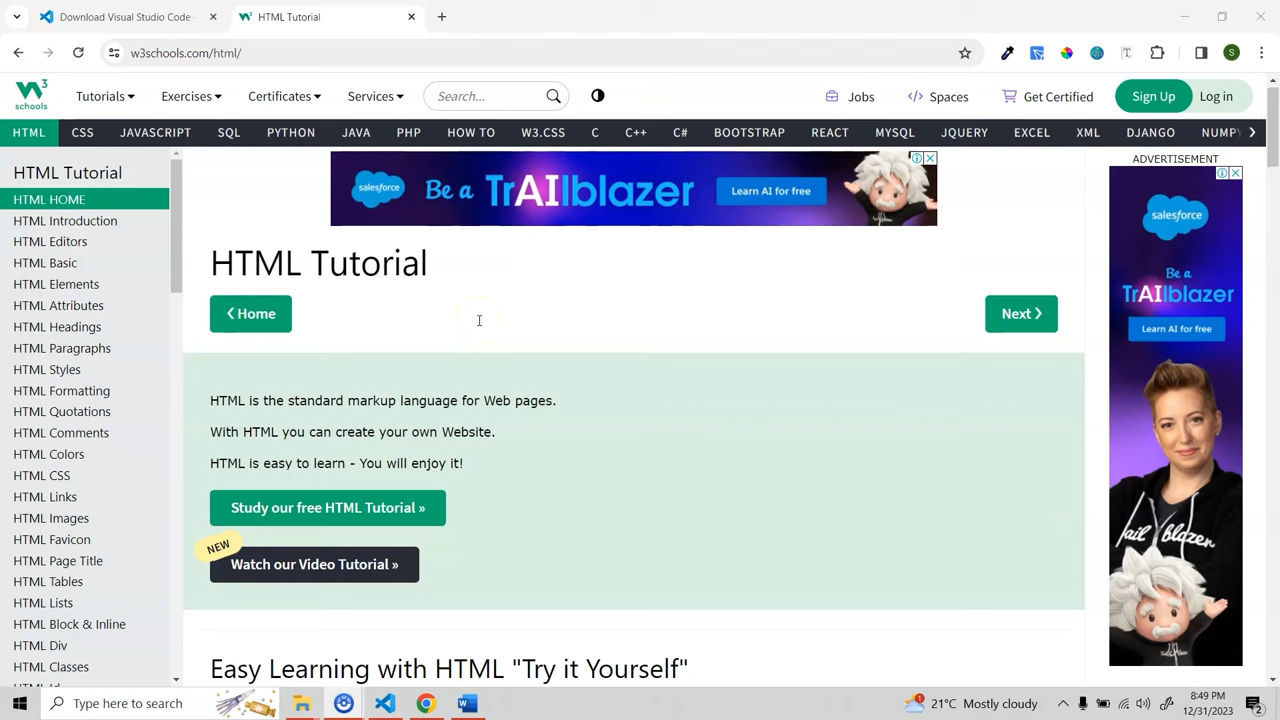 Download Visual Studio Code -
HTML Tutorial
w3schools.com/html/
S
W3
schools
Tutorials
Exercises
Certificates
Services
Search...
Jobs
Spaces
Get Certified
Sign Up
Log in
HTML
CSS
JAVASCRIPT
SQL
PYTHON
JAVA
PHP
HOW TO
W3.CSS
C
C++
C#
BOOTSTRAP
REACT
MYSQL
JQUERY
EXCEL
XML
DJANGO
NUMPY
HTML Tutorial
HTML HOME
HTML Introduction
HTML Editors
HTML Basic
HTML Elements
HTML Attributes
HTML Headings
HTML Paragraphs
HTML Styles
HTML Formatting
HTML Quotations
HTML Comments
HTML Colors
HTML CSS
HTML Links
HTML Images
HTML Favicon
HTML Page Title
HTML Tables
HTML Lists
HTML Block & Inline
HTML Div
HTML Classes
salesforce
Be a TrAIlblazer
Learn AI for free
HTML Tutorial
❮ Home
Next ❯
HTML is the standard markup language for Web pages.
With HTML you can create your own Website.
HTML is easy to learn - You will enjoy it!
Study our free HTML Tutorial »
NEW
Watch our Video Tutorial »
Easy Learning with HTML "Try it Yourself"
ADVERTISEMENT
salesforce
Be a
TrAIlblazer
Learn AI for free
Type here to search
1
21°C Mostly cloudy
8:49 PM
12/31/2023
2